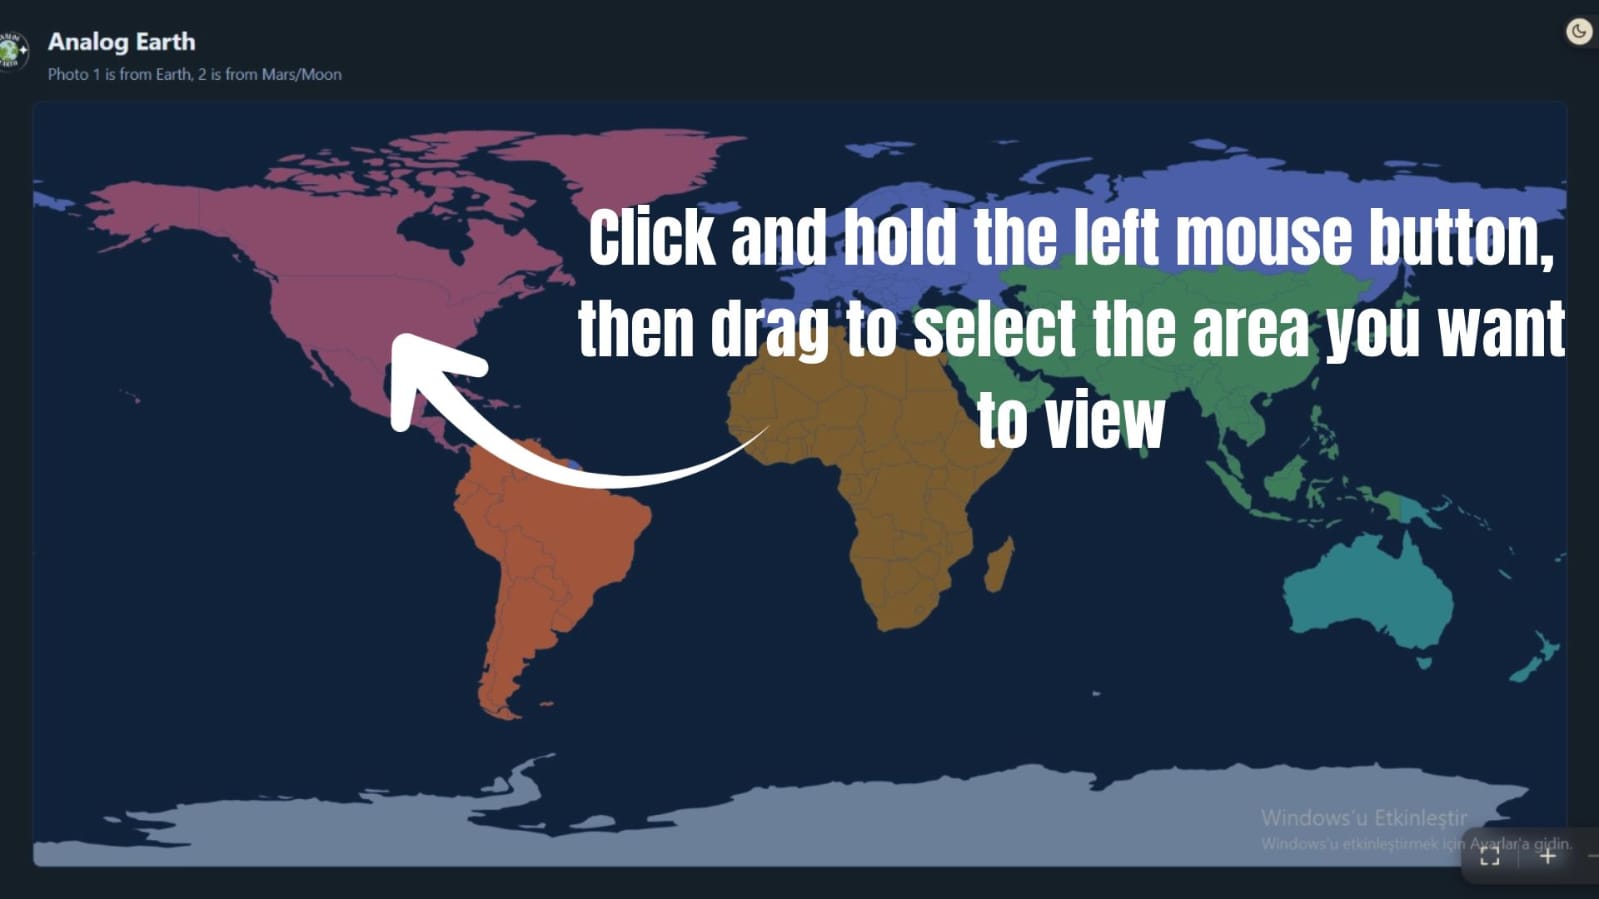 Analog Earth
Photo 1 is from Earth, 2 is from Mars/Moon
Click and hold the left mouse button,
then drag to select the area you want
to view
Windows'u Etkinleştir
Windows'u etkinleştirmek için Ayarlar'a gidin.